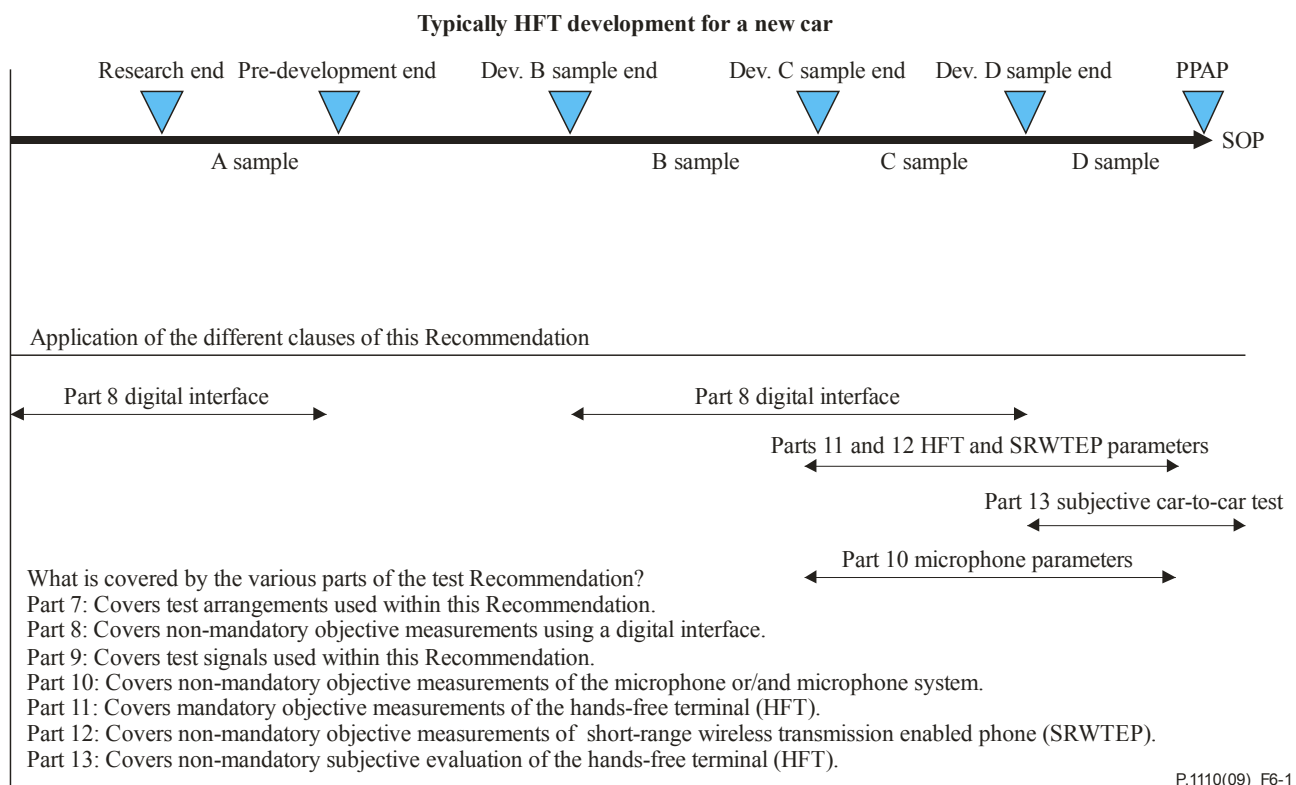 Typically HFT development for a new car
Research end Pre-development end Dev. B sample end Dev. C sample end Dev. D sample end PPAP
SOP
A sample B sample C sample D sample
Application of the different clauses of this Recommendation
Part 8 digital interface Part 8 digital interface
Parts 11 and 12 HFT and SRWTEP parameters
Part 13 subjective car-to-car test
Part 10 microphone parameters
What is covered by the various parts of the test Recommendation?
Part 7: Covers test arrangements used within this Recommendation.
Part 8: Covers non-mandatory objective measurements using a digital interface.
Part 9: Covers test signals used within this Recommendation.
Part 10: Covers non-mandatory objective measurements of the microphone or/and microphone system.
Part 11: Covers mandatory objective measurements of the hands-free terminal (HFT).
Part 12: Covers non-mandatory objective measurements of short-range wireless transmission enabled phone (SRWTEP).
Part 13: Covers non-mandatory subjective evaluation of the hands-free terminal (HFT).
P.1110(09)_F6-1